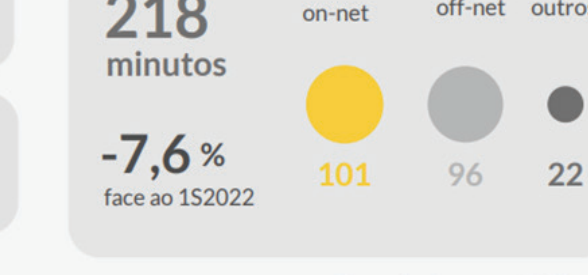 218
minutos
-7,6 %
face ao 1S2022
on-net off-net
101 96 22